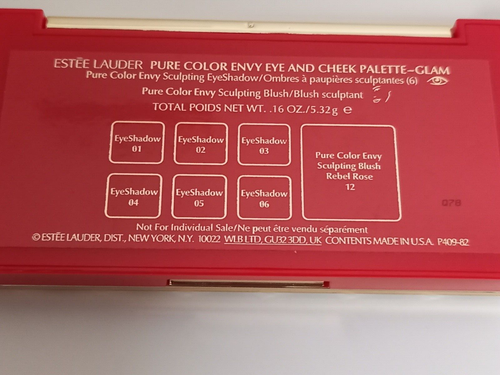 ESTĒE LAUDER PURE COLOR ENVY EYE AND CHEEK PALETTE–GLAM
Pure Color Envy Sculpting EyeShadow/Ombres à paupières sculptantes (6)
Pure Color Envy Sculpting Blush/Blush sculptant
TOTAL POIDS NET WT. .16 OZ./5.32g ℮
EyeShadow
01
EyeShadow
02
EyeShadow
03
Pure Color Envy
Sculpting Blush
Rebel Rose
12
EyeShadow
04
EyeShadow
05
EyeShadow
06
078
Not For Individual Sale/Ne peut être vendu séparément
© ESTĒE LAUDER, DIST., NEW YORK, N.Y. 10022 WLB LTD, GU32 3DD, UK CONTENTS MADE IN U.S.A. P409-82